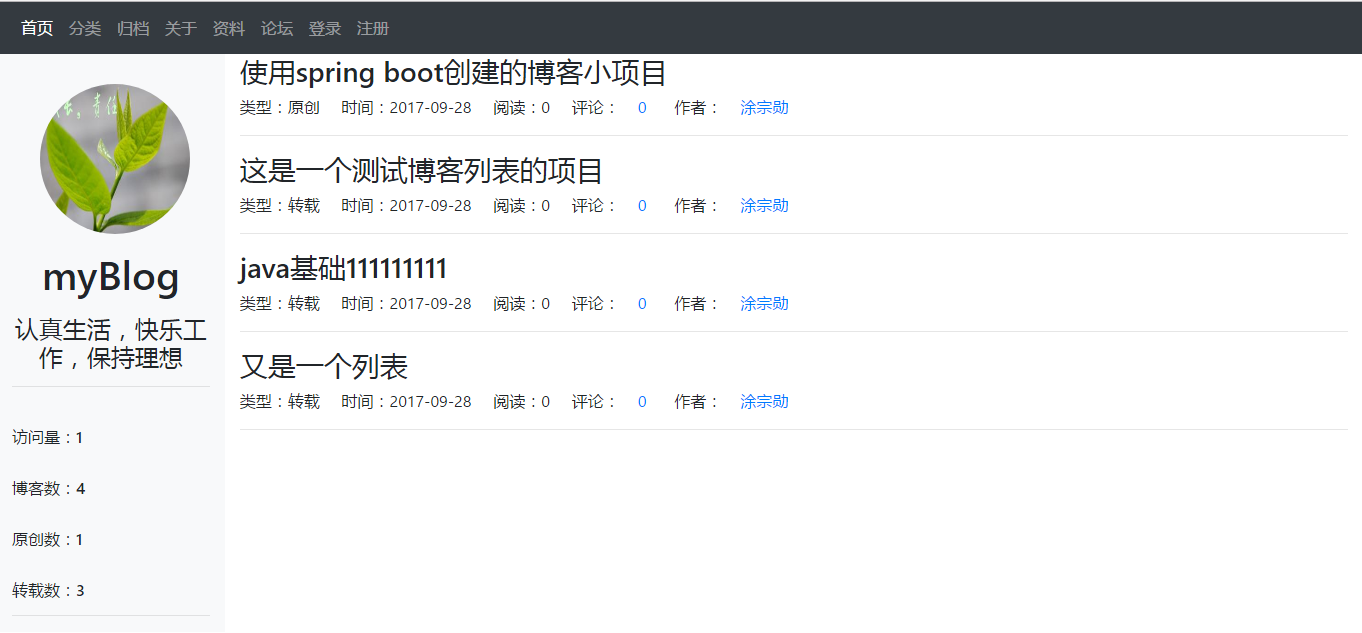 首页 分类 归档 关于 资料 论坛 登录 注册
myBlog
认真生活，快乐工
作，保持理想
访问量：1
博客数：4
原创数：1
转载数：3
使用spring boot创建的博客小项目
类型：原创 时间：2017-09-28 阅读：0 评论： 0 作者： 涂宗勋
这是一个测试博客列表的项目
类型：转载 时间：2017-09-28 阅读：0 评论： 0 作者： 涂宗勋
java基础111111111
类型：转载 时间：2017-09-28 阅读：0 评论： 0 作者： 涂宗勋
又是一个列表
类型：转载 时间：2017-09-28 阅读：0 评论： 0 作者： 涂宗勋